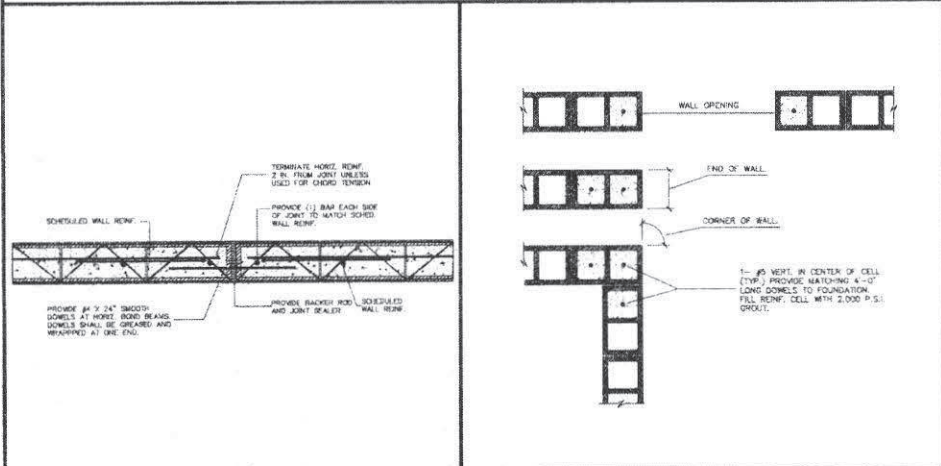 TERMINATE HORIZ. REINF.
2 IN. FROM JOINT UNLESS
USED FOR CHORD TENSION
PROVIDE (1) BAR EACH SIDE
OF JOINT TO MATCH SCHED.
WALL REINF.
SCHEDULED WALL REINF.
PROVIDE #4 X 24" SMOOTH
DOWELS AT HORIZ. BOND BEAMS.
DOWELS SHALL BE GREASED AND
WRAPPPED AT ONE END.
PROVIDE BACKER ROD
AND JOINT SEALER
SCHEDULED
WALL REINF.
WALL OPENING
END OF WALL
CORNER OF WALL
1- #5 VERT. IN CENTER OF CELL
(TYP.) PROVIDE MATCHING 4'-0"
LONG DOWELS TO FOUNDATION.
FILL REINF. CELL WITH 2,000 P.S.I.
GROUT.